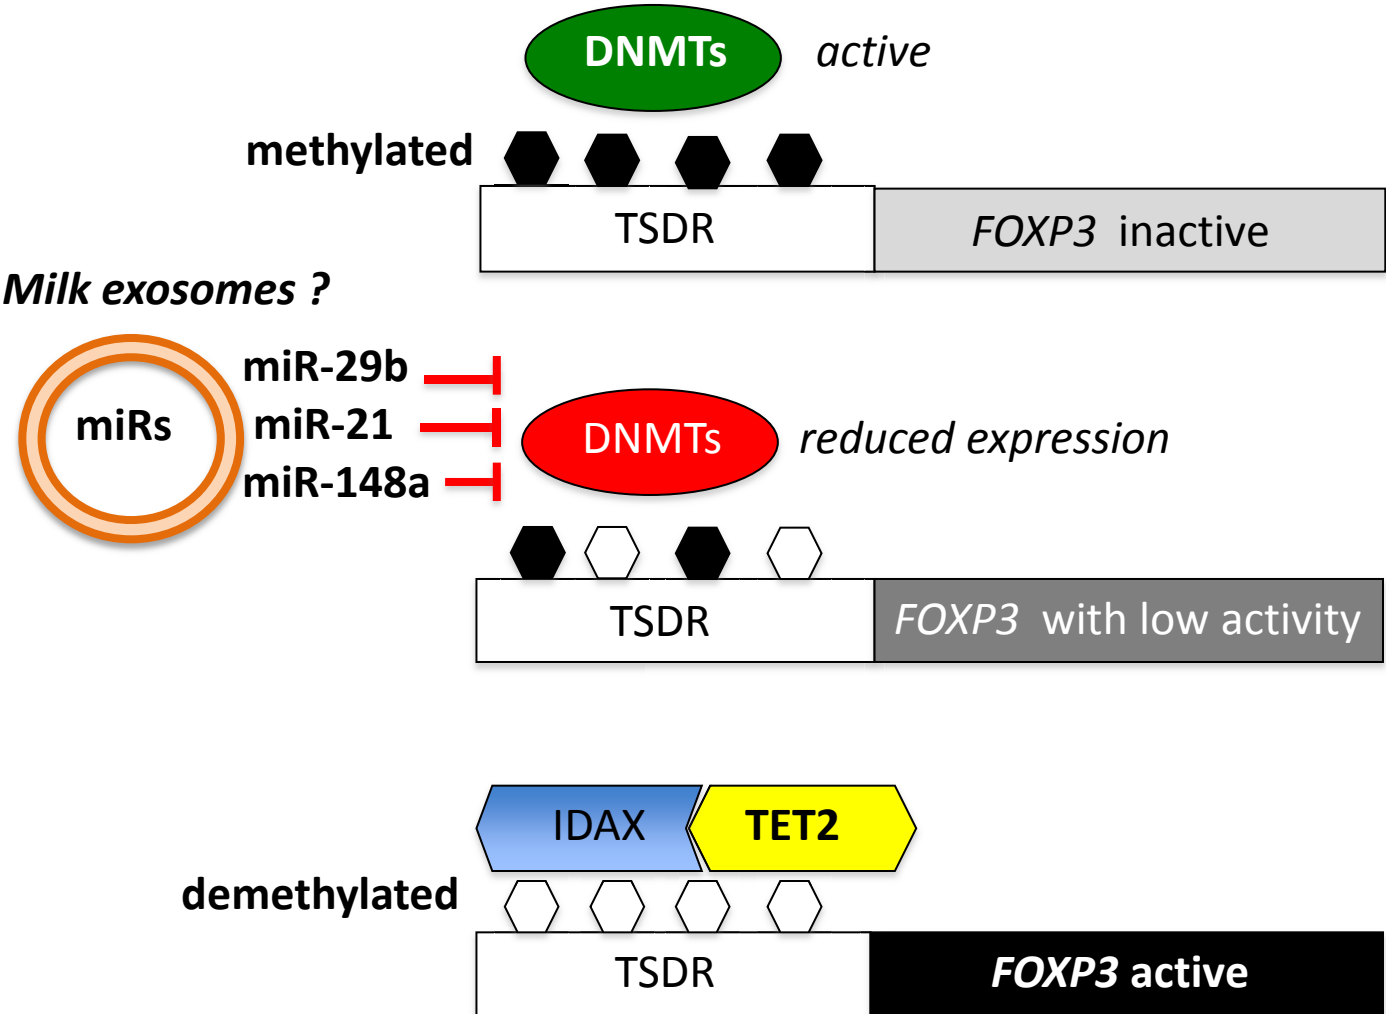 DNMTs active
methylated
TSDR FOXP3 inactive
Milk exosomes ?
miR-29b
miRs miR-21
miR-148a
DNMTs reduced expression
TSDR FOXP3 with low activity
IDAX TET2
demethylated
TSDR FOXP3 active